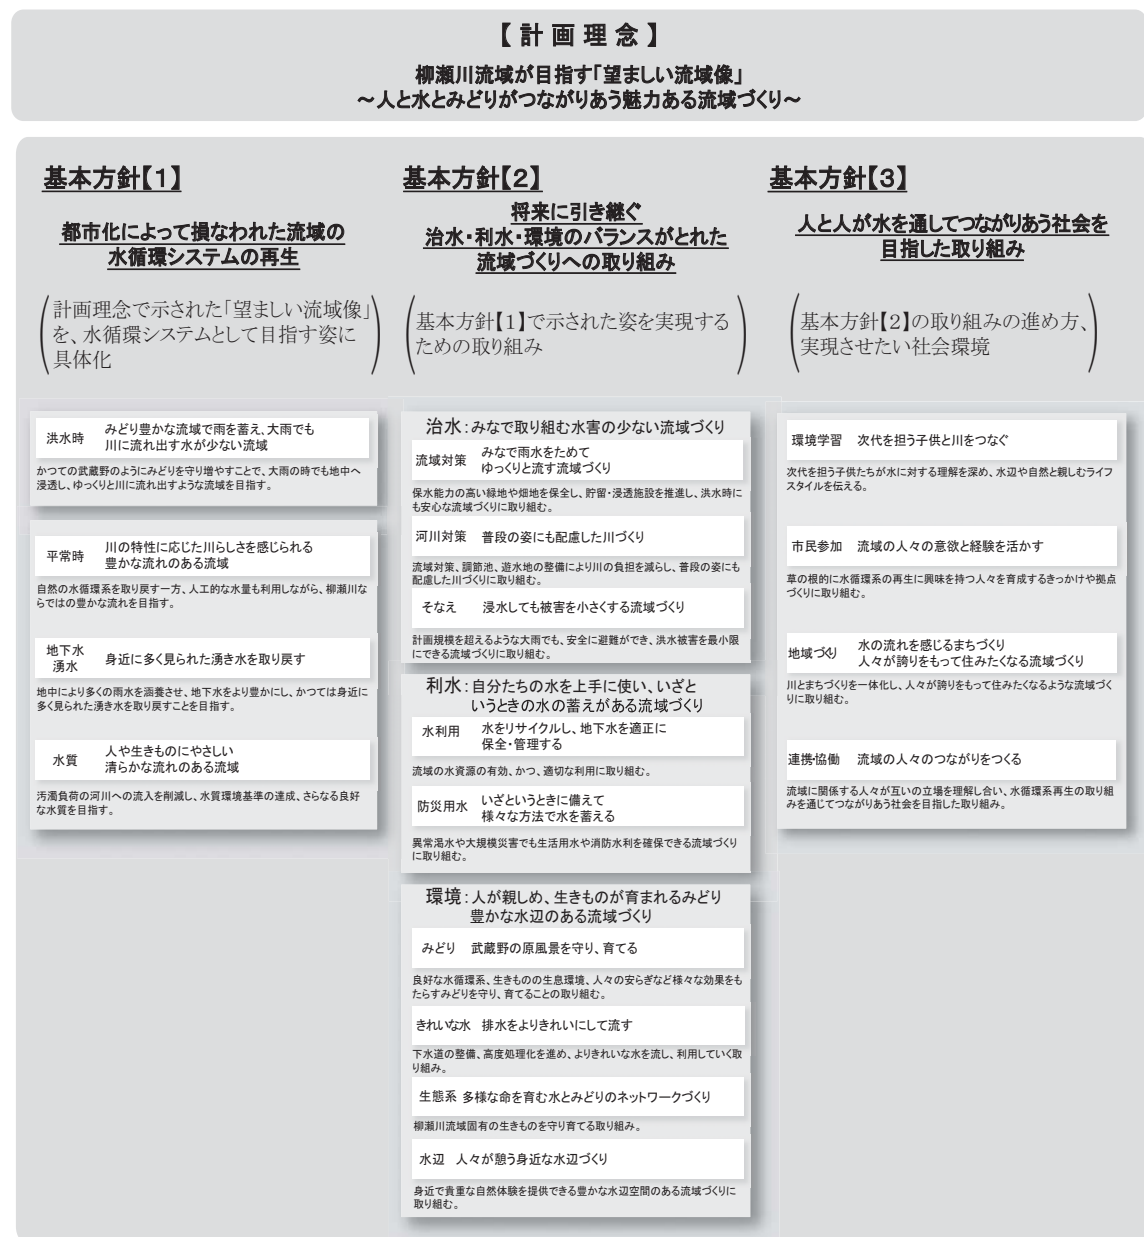 【計画理念】
柳瀬川流域が目指す「望ましい流域像」
～人と水とみどりがつながりあう魅力ある流域づくり～
基本方針【1】
都市化によって損なわれた流域の
水循環システムの再生
計画理念で示された「望ましい流域像」
を、水循環システムとして目指す姿に
具体化
洪水時 みどり豊かな流域で雨を蓄え、大雨でも
川に流れ出す水が少ない流域
かつての武蔵野のようにみどりを守り増やすことで、大雨の時でも地中へ
浸透し、ゆっくりと川に流れ出すような流域を目指す。
平常時 川の特性に応じた川らしさを感じられる
豊かな流れのある流域
自然の水循環系を取り戻す一方、人工的な水量も利用しながら、柳瀬川な
らではの豊かな流れを目指す。
地下水
湧水 身近に多く見られた湧き水を取り戻す
地中により多くの雨水を涵養させ、地下水をより豊かにし、かつては身近に
多く見られた湧き水を取り戻すことを目指す。
水質 人や生きものにやさしい
清らかな流れのある流域
汚濁負荷の河川への流入を削減し、水質環境基準の達成、さらなる良好
な水質を目指す。
基本方針【2】
将来に引き継ぐ
治水・利水・環境のバランスがとれた
流域づくりへの取り組み
基本方針【1】で示された姿を実現する
ための取り組み
治水：みなで取り組む水害の少ない流域づくり
流域対策 みなで雨水をためて
ゆっくりと流す流域づくり
保水能力の高い緑地や畑地を保全し、貯留・浸透施設を推進し、洪水時に
も安心な流域づくりに取り組む。
河川対策 普段の姿にも配慮した川づくり
流域対策、調節池、遊水地の整備により川の負担を減らし、普段の姿にも
配慮した川づくりに取り組む。
そなえ 浸水しても被害を小さくする流域づくり
計画規模を超えるような大雨でも、安全に避難ができ、洪水被害を最小限
にできる流域づくりに取り組む。
利水：自分たちの水を上手に使い、いざと
いうときの水の蓄えがある流域づくり
水利用 水をリサイクルし、地下水を適正に
保全・管理する
流域の水資源の有効、かつ、適切な利用に取り組む。
防災用水 いざというときに備えて
様々な方法で水を蓄える
異常渇水や大規模災害でも生活用水や消防水利を確保できる流域づくり
に取り組む。
環境：人が親しめ、生きものが育まれるみどり
豊かな水辺のある流域づくり
みどり 武蔵野の原風景を守り、育てる
良好な水循環系、生きものの生息環境、人々の安らぎなど様々な効果をも
たらすみどりを守り、育てることの取り組む。
きれいな水 排水をよりきれいにして流す
下水道の整備、高度処理化を進め、よりきれいな水を流し、利用していく取
り組み。
生態系 多様な命を育む水とみどりのネットワークづくり
柳瀬川流域固有の生きものを守り育てる取り組み。
水辺 人々が憩う身近な水辺づくり
身近で貴重な自然体験を提供できる豊かな水辺空間のある流域づくりに
取り組む。
基本方針【3】
人と人が水を通してつながりあう社会を
目指した取り組み
基本方針【2】の取り組みの進め方、
実現させたい社会環境
環境学習 次代を担う子供と川をつなぐ
次代を担う子供たちが水に対する理解を深め、水辺や自然と親しむライフ
スタイルを伝える。
市民参加 流域の人々の意欲と経験を活かす
草の根的に水循環系の再生に興味を持つ人々を育成するきっかけや拠点
づくりに取り組む。
地域づくり 水の流れを感じるまちづくり
人々が誇りをもって住みたくなる流域づくり
川とまちづくりを一体化し、人々が誇りをもって住みたくなるような流域づく
りに取り組む。
連携・協働 流域の人々のつながりをつくる
流域に関係する人々が互いの立場を理解し合い、水循環系再生の取り組
みを通じてつながりあう社会を目指した取り組み。